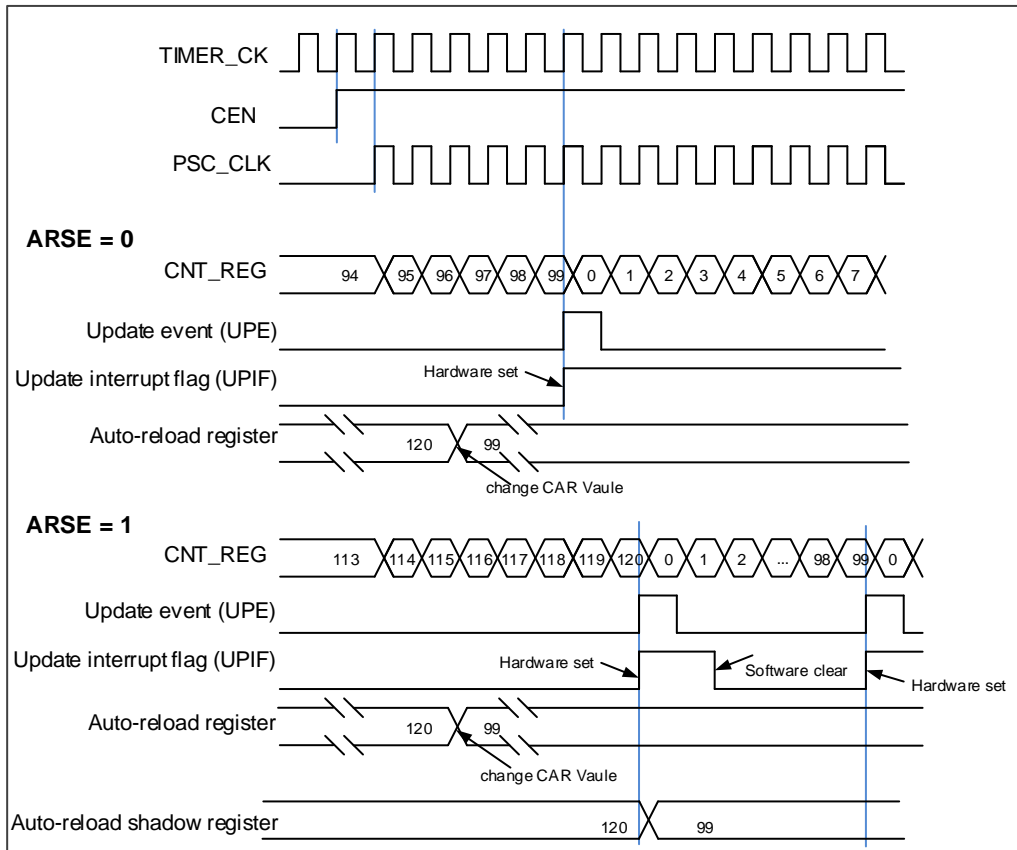 TIMER_CK
CEN
PSC_CLK
ARSE = 0
CNT_REG 94 95 96 97 98 99 0 1 2 3 4 5 6 7
Update event (UPE)
Update interrupt flag (UPIF) Hardware set
Auto-reload register 120 99
change CAR Vaule
ARSE = 1
CNT_REG 113 114 115 116 117 118 119 120 0 1 2 ... 98 99 0
Update event (UPE)
Update interrupt flag (UPIF) Hardware set Software clear Hardware set
Auto-reload register 120 99
change CAR Vaule
Auto-reload shadow register 120 99